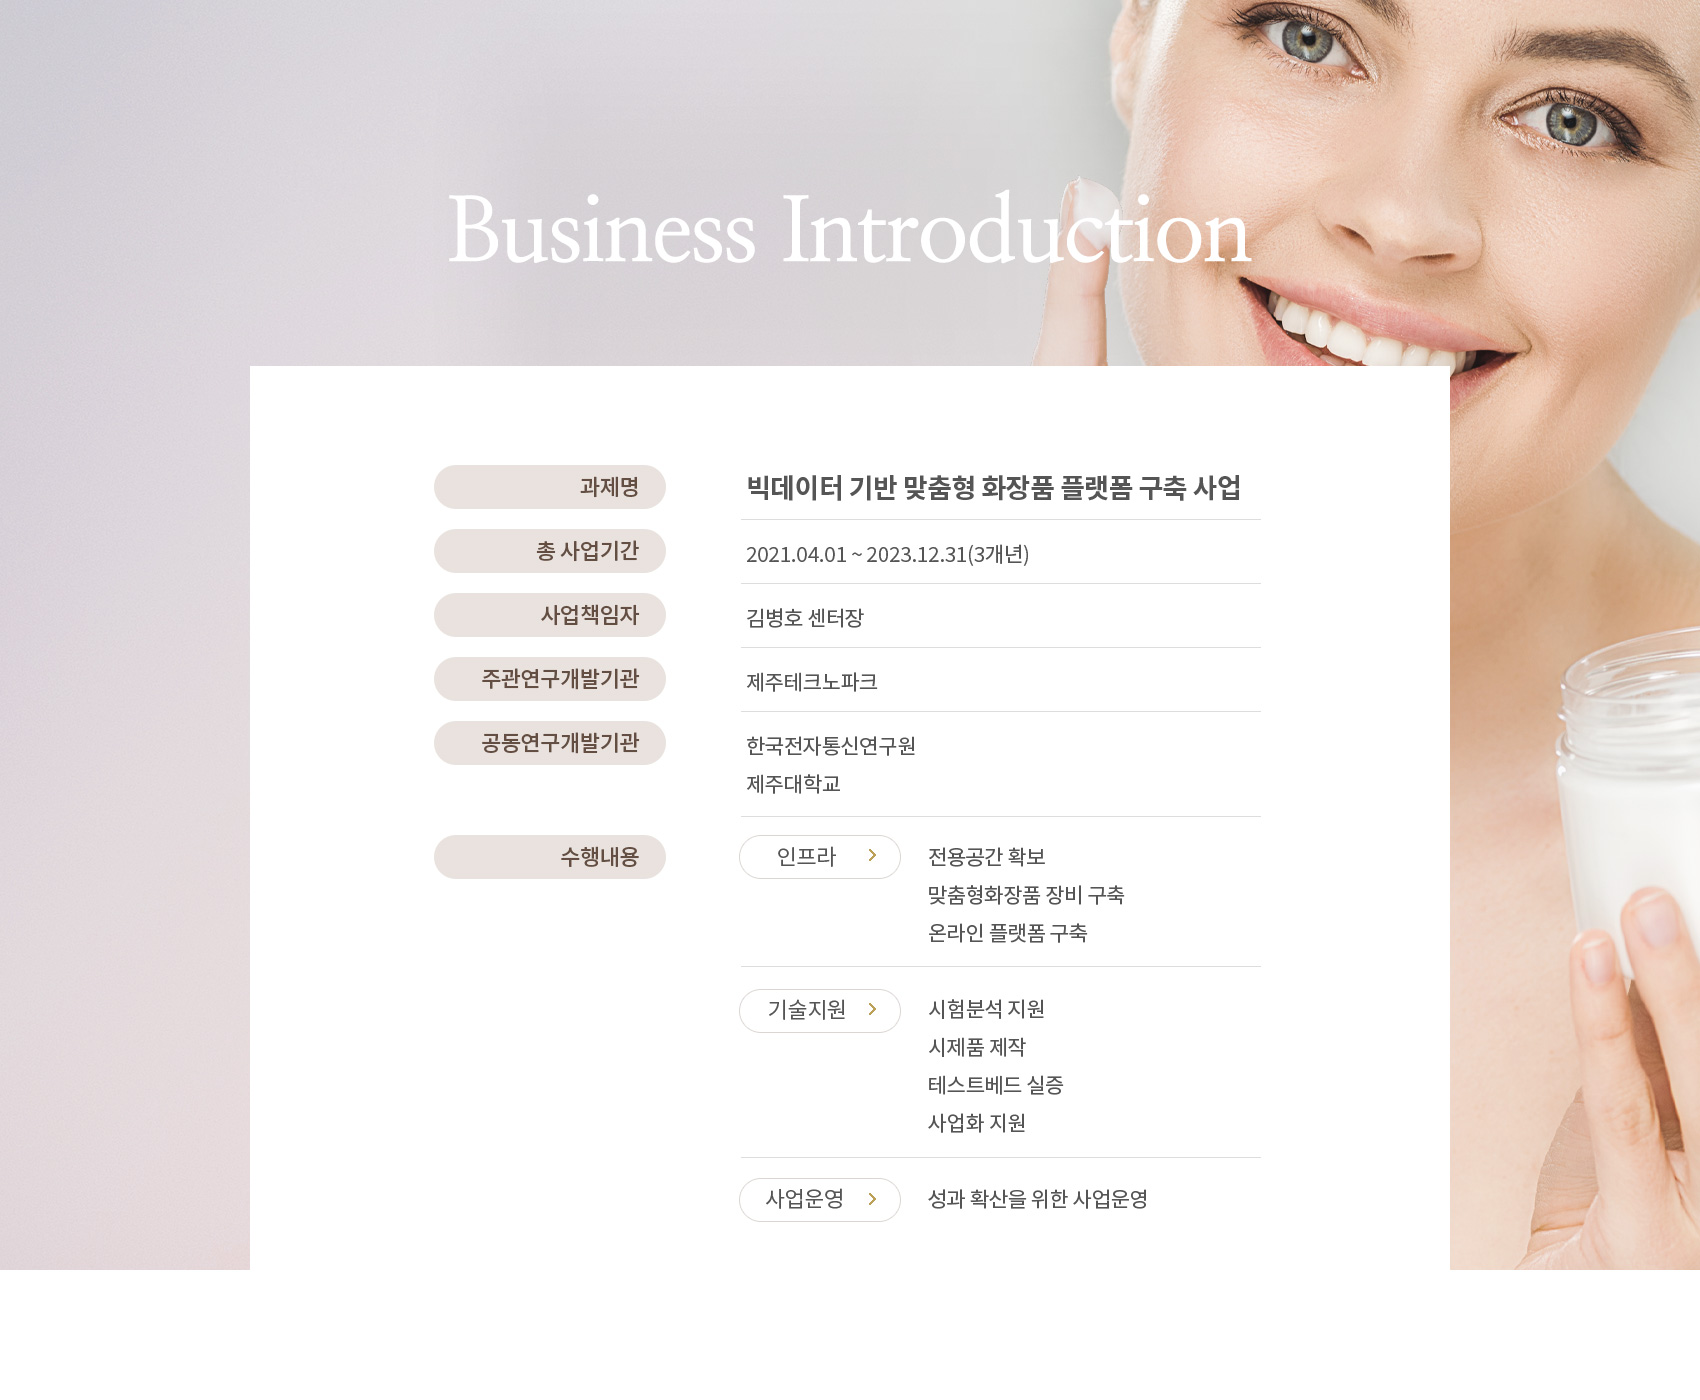 Business Introduction
과제명
빅데이터 기반 맞춤형 화장품 플랫폼 구축 사업
총 사업기간
2021.04.01 ~ 2023.12.31(3개년)
사업책임자
김병호 센터장
주관연구개발기관
제주테크노파크
공동연구개발기관
한국전자통신연구원
제주대학교
수행내용
인프라
전용공간 확보
맞춤형화장품 장비 구축
온라인 플랫폼 구축
기술지원
시험분석 지원
시제품 제작
테스트베드 실증
사업화 지원
사업운영
성과 확산을 위한 사업운영